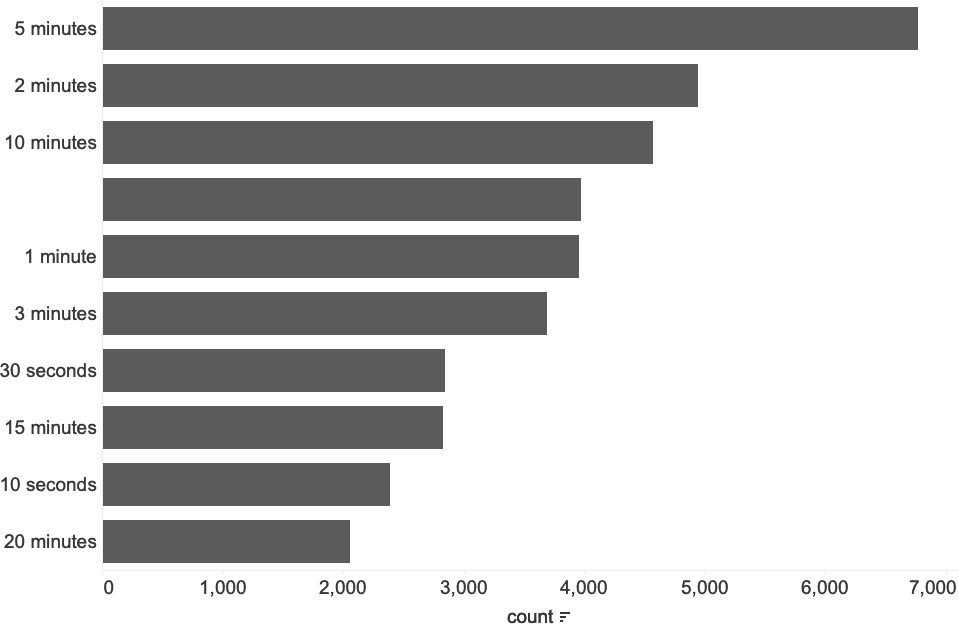 5 minutes
2 minutes
10 minutes
1 minute
3 minutes
30 seconds
15 minutes
10 seconds
20 minutes
0 1,000 2,000 3,000 4,000 5,000 6,000 7,000
count